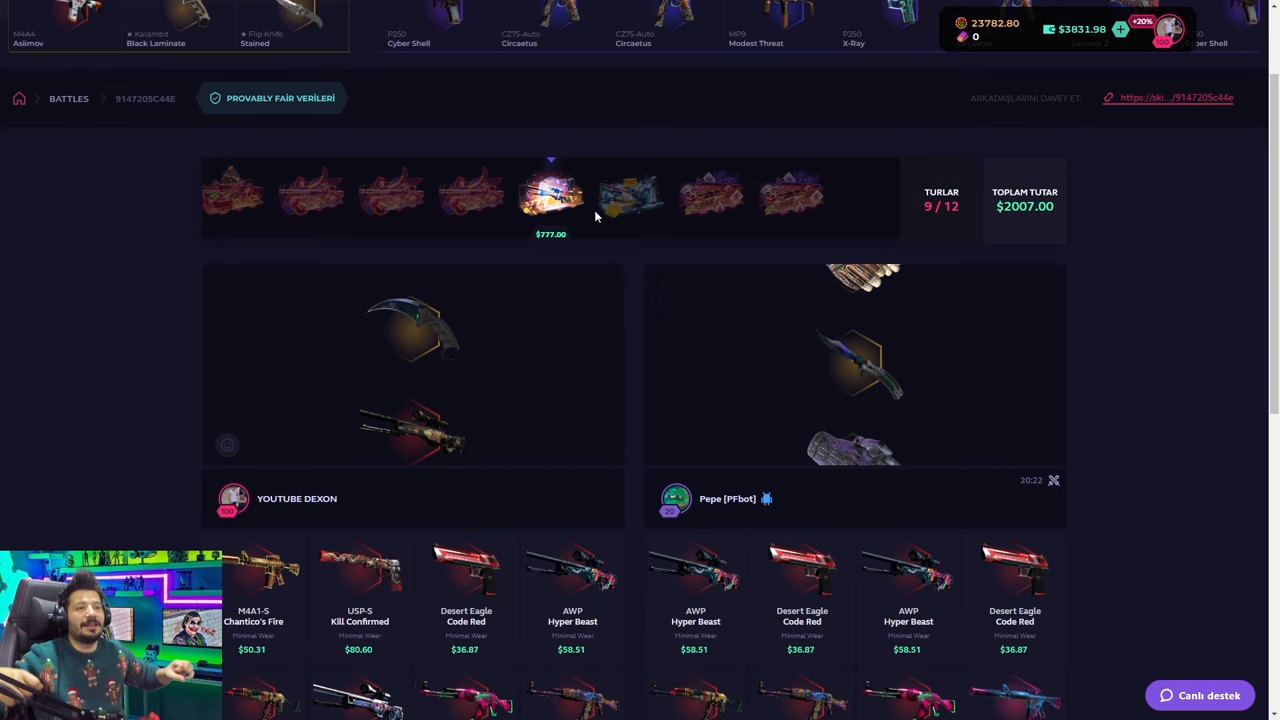 M4A4
Asiimov
★ Karambit
Black Laminate
★ Flip Knife
Stained
P250
Cyber Shell
CZ75-Auto
Circaetus
CZ75-Auto
Circaetus
MP9
Modest Threat
P250
X-Ray
Cyber Shell
23782.80
0
$3831.98
+20%
100
BATTLES
9147205C44E
PROVABLY FAİR VERİLERİ
ARKADAŞLARINI DAVET ET:
https://ski.../9147205c44e
$777.00
TURLAR
9 / 12
TOPLAM TUTAR
$2007.00
100
YOUTUBE DEXON
20
Pepe [PFbot]
20:22
M4A1-S
Chantico's Fire
Minimal Wear
$50.31
USP-S
Kill Confirmed
Minimal Wear
$80.60
Desert Eagle
Code Red
Minimal Wear
$36.87
AWP
Hyper Beast
Minimal Wear
$58.51
AWP
Hyper Beast
Minimal Wear
$58.51
Desert Eagle
Code Red
Minimal Wear
$36.87
AWP
Hyper Beast
Minimal Wear
$58.51
Desert Eagle
Code Red
Minimal Wear
$36.87
Canlı destek